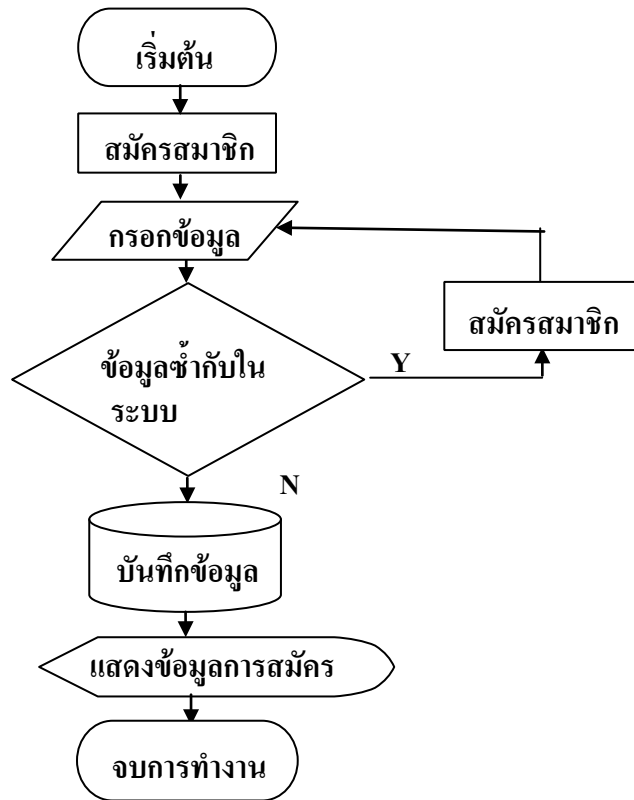 เริ่มต้น
สมัครสมาชิก
กรอกข้อมูล
สมัครสมาชิก
ข้อมูลซ้ำกับใน
ระบบ
Y
N
บันทึกข้อมูล
แสดงข้อมูลการสมัคร
จบการทำงาน